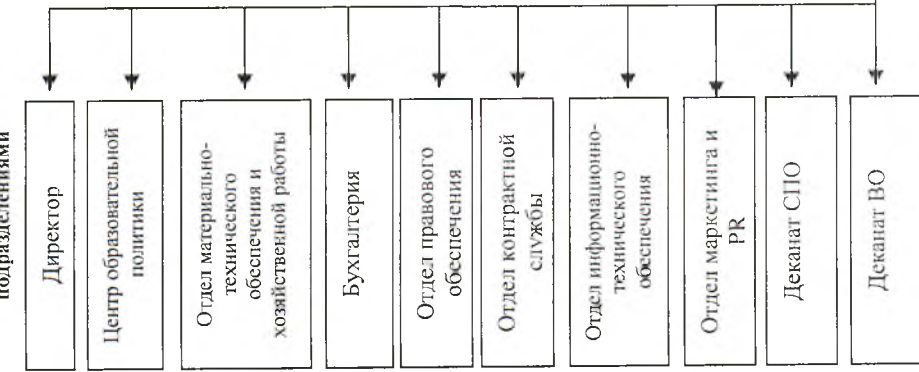 подразделениями
Директор
Центр образовательной
политики
Отдел материально-
технического
обеспечения и
хозяйственной работы
Бухгалтерия
Отдел правового
обеспечения
Отдел контрактной
службы
Отдел информационно-
технического
обеспечения
Отдел маркетинга и
PR
Деканат СПО
Деканат ВО